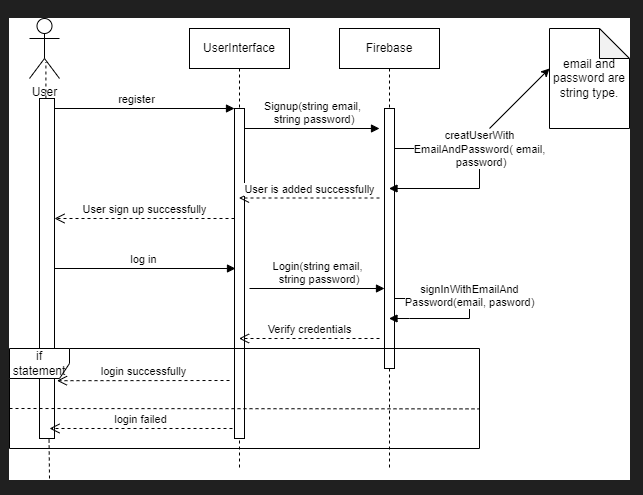 UserInterface
Firebase
email and
password are
string type.
User
register
Signup(string email,
string password)
creatUserWith
EmailAndPassword( email,
password)
User is added successfully
User sign up successfully
log in
Login(string email,
string password)
signInWithEmailAnd
Password(email, pasword)
Verify credentials
if
statement
login successfully
login failed